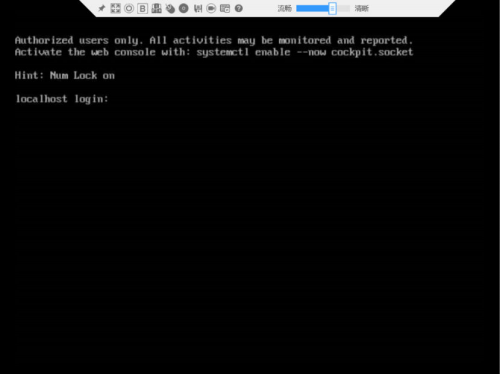 流畅 清晰
Authorized users only. All activities may be monitored and reported.
Activate the web console with: systemctl enable --now cockpit.socket
Hint: Num Lock on
localhost login: